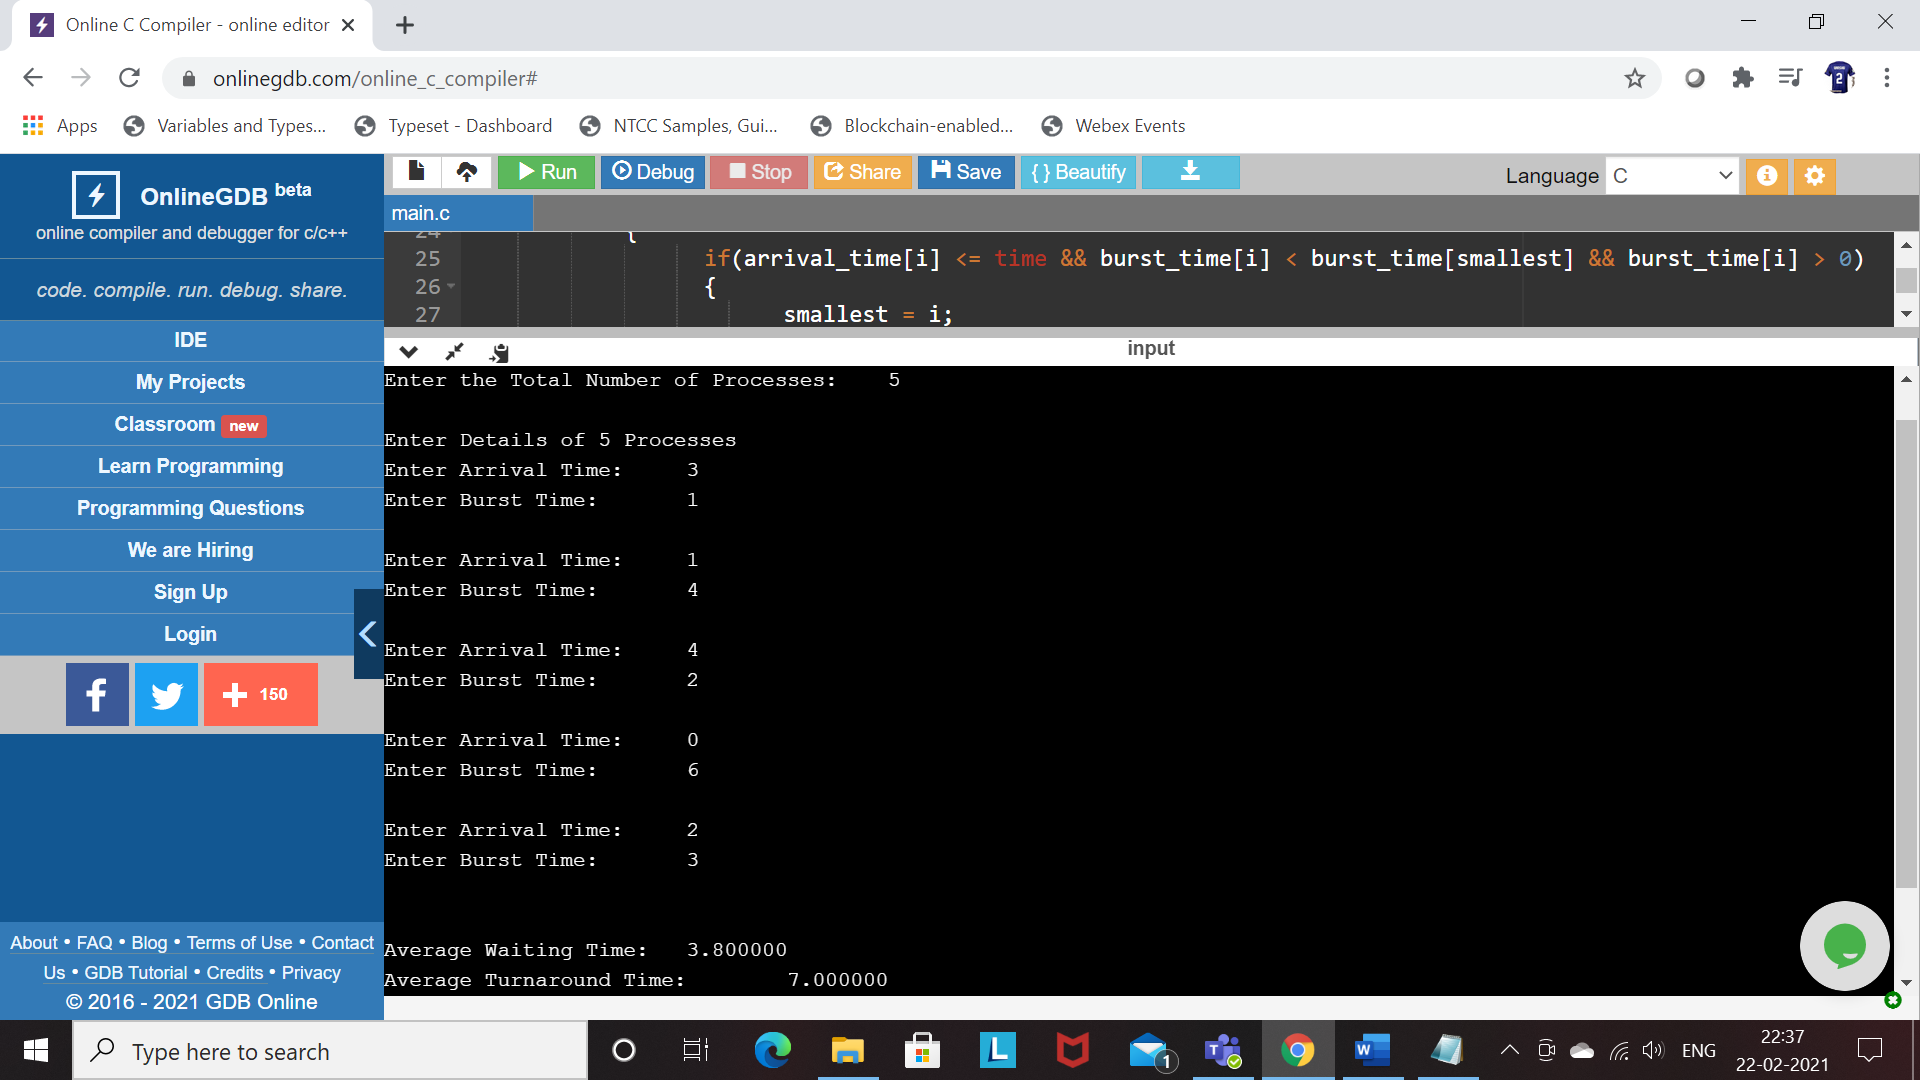 Online C Compiler - online editor
onlinegdb.com/online_c_compiler#
Apps Variables and Types... Typeset - Dashboard NTCC Samples, Gui... Blockchain-enabled... Webex Events
OnlineGDB beta
online compiler and debugger for c/c++
code. compile. run. debug. share.
IDE
My Projects
Classroom new
Learn Programming
Programming Questions
We are Hiring
Sign Up
Login
150
About • FAQ • Blog • Terms of Use • Contact
Us • GDB Tutorial • Credits • Privacy
© 2016 - 2021 GDB Online
Run Debug Stop Share Save { } Beautify Language C
main.c
24 {
25 if(arrival_time[i] <= time && burst_time[i] < burst_time[smallest] && burst_time[i] > 0)
26 {
27 smallest = i;
input
Enter the Total Number of Processes: 5
Enter Details of 5 Processes
Enter Arrival Time: 3
Enter Burst Time: 1
Enter Arrival Time: 1
Enter Burst Time: 4
Enter Arrival Time: 4
Enter Burst Time: 2
Enter Arrival Time: 0
Enter Burst Time: 6
Enter Arrival Time: 2
Enter Burst Time: 3
Average Waiting Time: 3.800000
Average Turnaround Time: 7.000000
Type here to search
1
ENG
22:37
22-02-2021